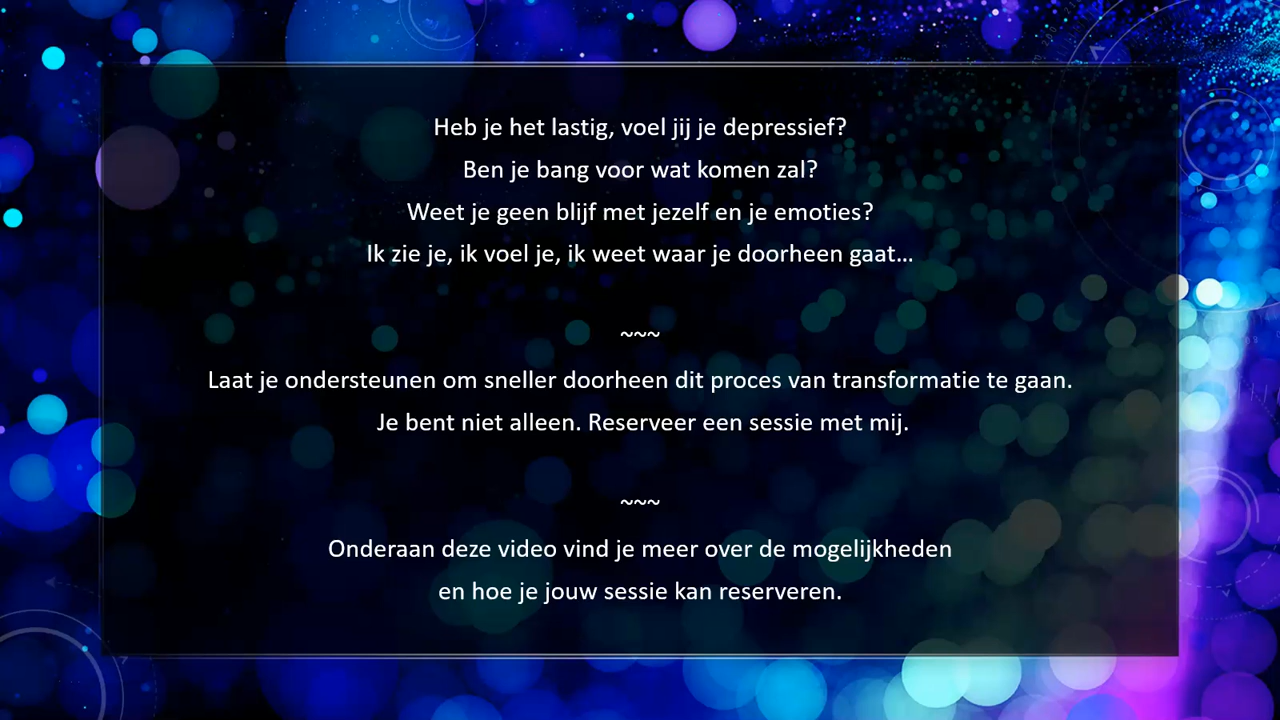 Heb je het lastig, voel jij je depressief?
Ben je bang voor wat komen zal?
Weet je geen blijf met jezelf en je emoties?
Ik zie je, ik voel je, ik weet waar je doorheen gaat...
~~~
Laat je ondersteunen om sneller doorheen dit proces van transformatie te gaan.
Je bent niet alleen. Reserveer een sessie met mij.
~~~
Onderaan deze video vind je meer over de mogelijkheden
en hoe je jouw sessie kan reserveren.